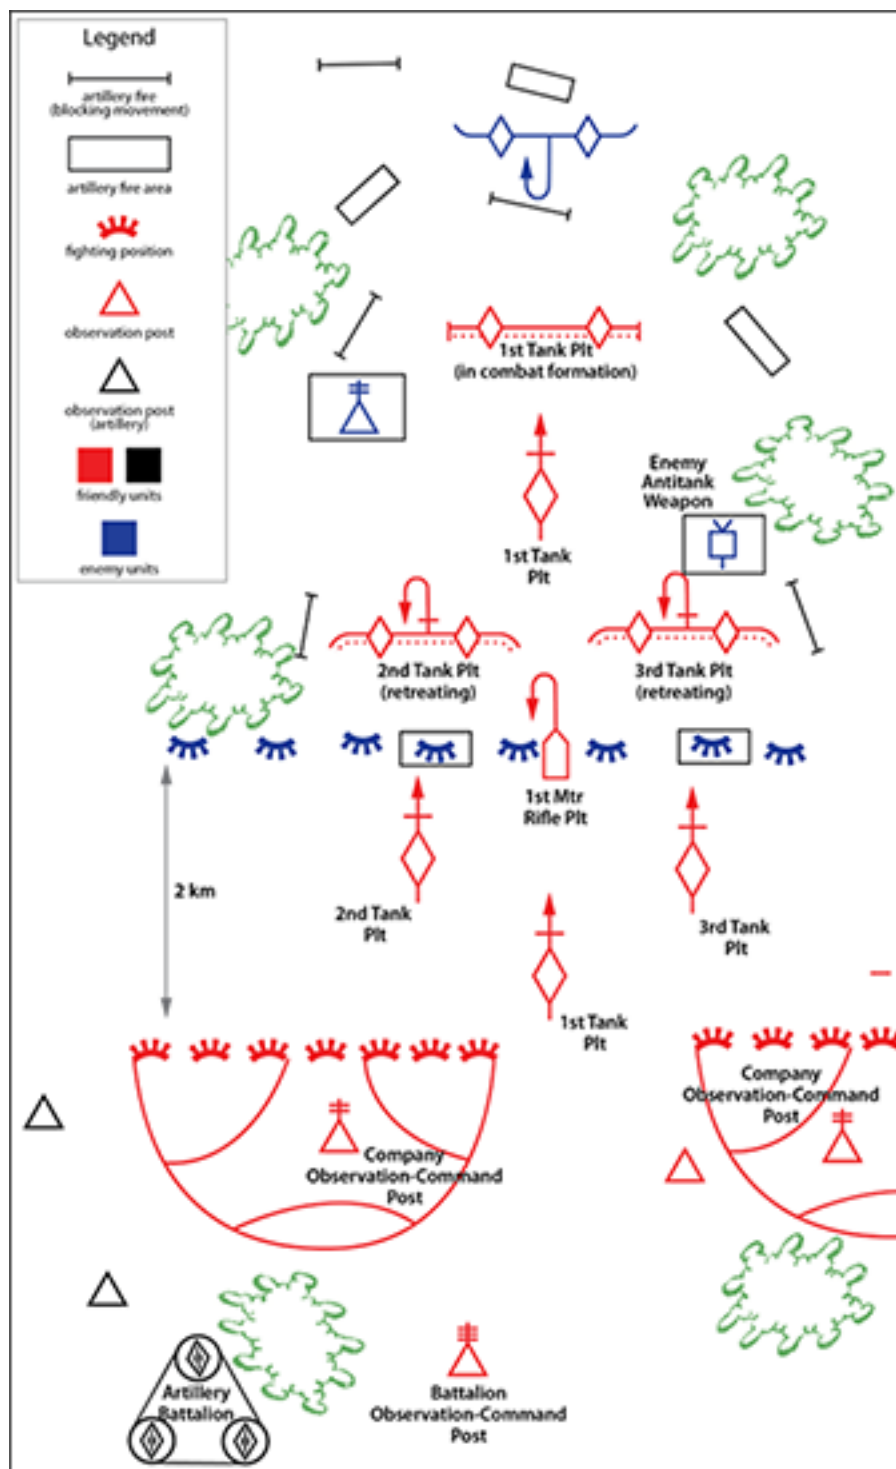 Legend
artillery fire
(blocking movement)
artillery fire area
fighting position
observation post
observation post
(artillery)
friendly units
enemy units
1st Tank Plt
(in combat formation)
Enemy
Antitank
Weapon
1st Tank
Plt
2nd Tank Plt
(retreating)
3rd Tank Plt
(retreating)
1st Mtr
Rifle Plt
2 km
2nd Tank
Plt
3rd Tank
Plt
1st Tank
Plt
Company
Observation-Command
Post
Company
Observation-Command
Post
Artillery
Battalion
Battalion
Observation-Command
Post